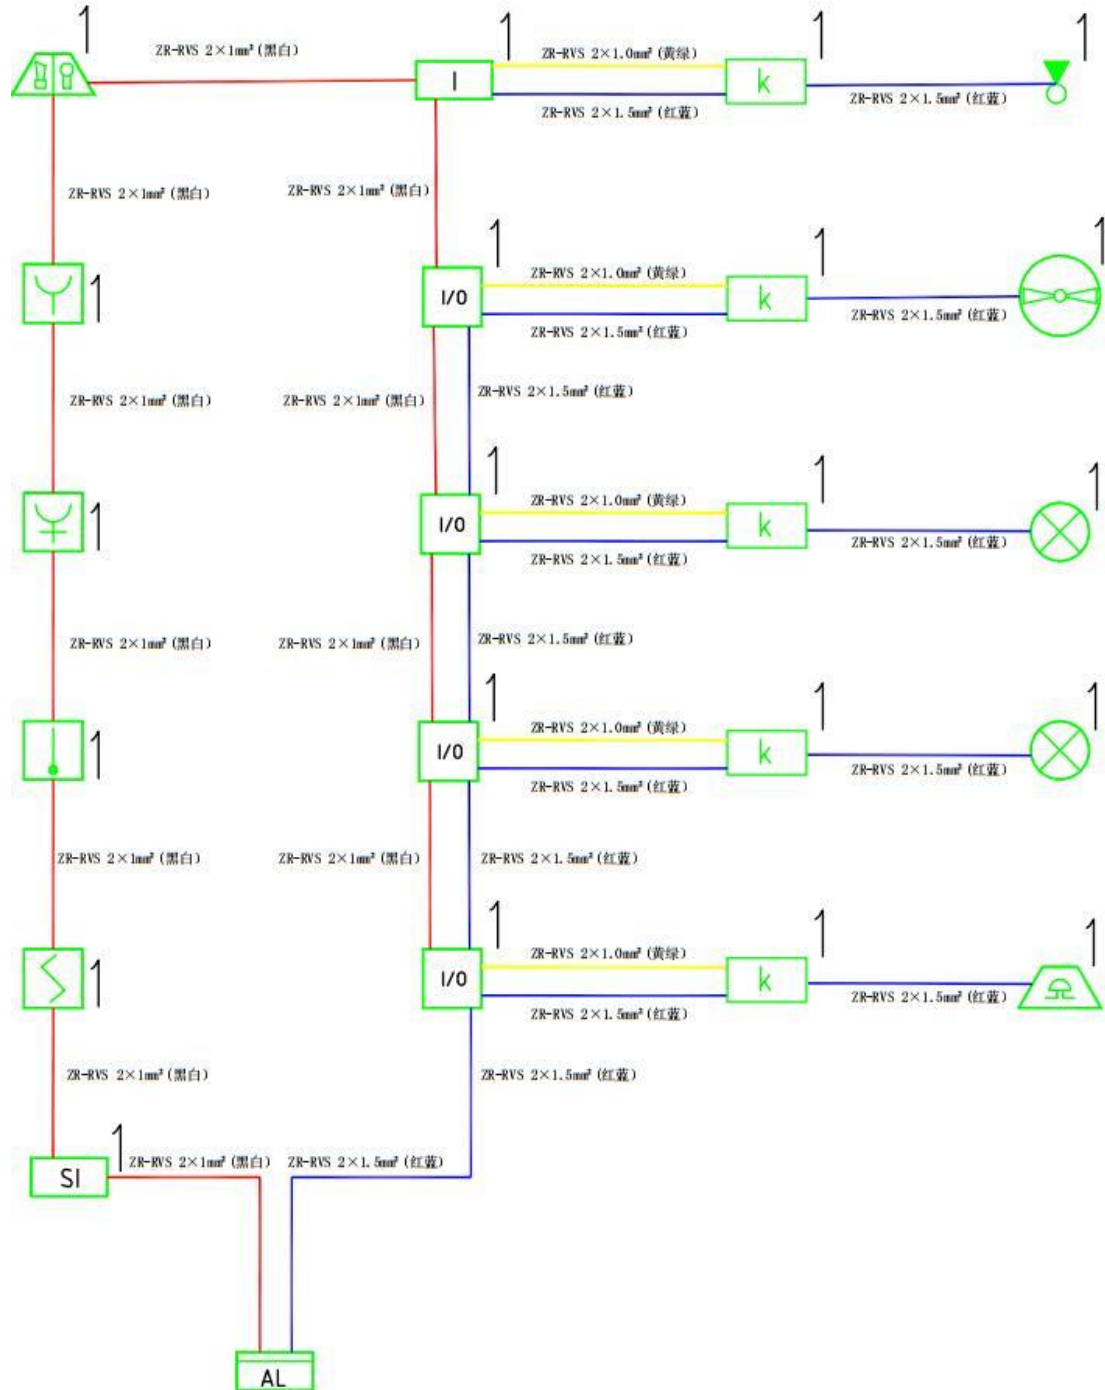 1
ZR-RVS 2×1mm²(黑白)
1
ZR-RVS 2×1.0mm²(黄绿)
1
1
I
k
ZR-RVS 2×1.5mm²(红蓝)
ZR-RVS 2×1.5mm²(红蓝)
ZR-RVS 2×1mm²(黑白)
ZR-RVS 2×1mm²(黑白)
1
1
1
1
ZR-RVS 2×1.0mm²(黄绿)
I/O
k
ZR-RVS 2×1.5mm²(红蓝)
ZR-RVS 2×1.5mm²(红蓝)
ZR-RVS 2×1mm²(黑白)
ZR-RVS 2×1mm²(黑白)
ZR-RVS 2×1.5mm²(红蓝)
1
1
1
1
ZR-RVS 2×1.0mm²(黄绿)
I/O
k
ZR-RVS 2×1.5mm²(红蓝)
ZR-RVS 2×1.5mm²(红蓝)
ZR-RVS 2×1mm²(黑白)
ZR-RVS 2×1mm²(黑白)
ZR-RVS 2×1.5mm²(红蓝)
1
1
1
1
ZR-RVS 2×1.0mm²(黄绿)
I/O
k
ZR-RVS 2×1.5mm²(红蓝)
ZR-RVS 2×1.5mm²(红蓝)
ZR-RVS 2×1mm²(黑白)
ZR-RVS 2×1mm²(黑白)
ZR-RVS 2×1.5mm²(红蓝)
1
1
1
1
ZR-RVS 2×1.0mm²(黄绿)
I/O
k
ZR-RVS 2×1.5mm²(红蓝)
ZR-RVS 2×1.5mm²(红蓝)
ZR-RVS 2×1mm²(黑白)
ZR-RVS 2×1.5mm²(红蓝)
1
SI
ZR-RVS 2×1mm²(黑白)
ZR-RVS 2×1.5mm²(红蓝)
AL